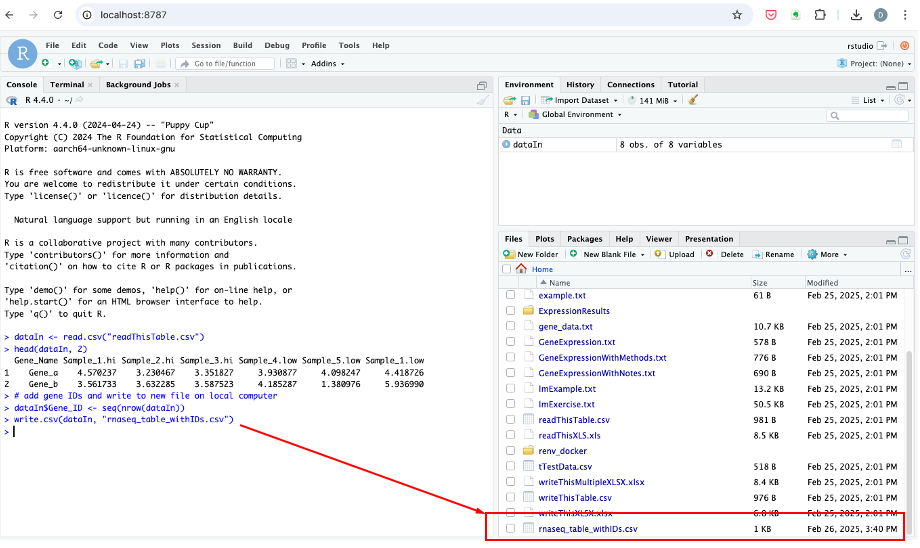 localhost:8787
D
R
File Edit Code View Plots Session Build Debug Profile Tools Help
rstudio
Go to file/function
Addins
Project: (None)
Console Terminal Background Jobs
R 4.4.0 · ~/
R version 4.4.0 (2024-04-24) -- "Puppy Cup"
Copyright (C) 2024 The R Foundation for Statistical Computing
Platform: aarch64-unknown-linux-gnu
R is free software and comes with ABSOLUTELY NO WARRANTY.
You are welcome to redistribute it under certain conditions.
Type 'license()' or 'licence()' for distribution details.
Natural language support but running in an English locale
R is a collaborative project with many contributors.
Type 'contributors()' for more information and
'citation()' on how to cite R or R packages in publications.
Type 'demo()' for some demos, 'help()' for on-line help, or
'help.start()' for an HTML browser interface to help.
Type 'q()' to quit R.
> dataIn <- read.csv("readThisTable.csv")
> head(dataIn, 2)
Gene_Name Sample_1.hi Sample_2.hi Sample_3.hi Sample_4.low Sample_5.low Sample_1.low
1 Gene_a 4.570237 3.230467 3.351827 3.930877 4.098247 4.418726
2 Gene_b 3.561733 3.632285 3.587523 4.185287 1.380976 5.936990
> # add gene IDs and write to new file on local computer
> dataIn$Gene_ID <- seq(nrow(dataIn))
> write.csv(dataIn, "rnaseq_table_withIDs.csv")
>
Environment History Connections Tutorial
Import Dataset 141 MiB List
R Global Environment
Data
dataIn 8 obs. of 8 variables
Files Plots Packages Help Viewer Presentation
New Folder New Blank File Upload Delete Rename More
Home ...
Name Size Modified
example.txt 61 B Feb 25, 2025, 2:01 PM
ExpressionResults
gene_data.txt 10.7 KB Feb 25, 2025, 2:01 PM
GeneExpression.txt 578 B Feb 25, 2025, 2:01 PM
GeneExpressionWithMethods.txt 776 B Feb 25, 2025, 2:01 PM
GeneExpressionWithNotes.txt 690 B Feb 25, 2025, 2:01 PM
lmExample.txt 13.2 KB Feb 25, 2025, 2:01 PM
lmExercise.txt 50.5 KB Feb 25, 2025, 2:01 PM
readThisTable.csv 981 B Feb 25, 2025, 2:01 PM
readThisXLS.xls 8.5 KB Feb 25, 2025, 2:01 PM
renv_docker
tTestData.csv 518 B Feb 25, 2025, 2:01 PM
writeThisMultipleXLSX.xlsx 8.4 KB Feb 25, 2025, 2:01 PM
writeThisTable.csv 976 B Feb 25, 2025, 2:01 PM
writeThisXLSX.xlsx 6.8 KB Feb 25, 2025, 2:01 PM
rnaseq_table_withIDs.csv 1 KB Feb 26, 2025, 3:40 PM